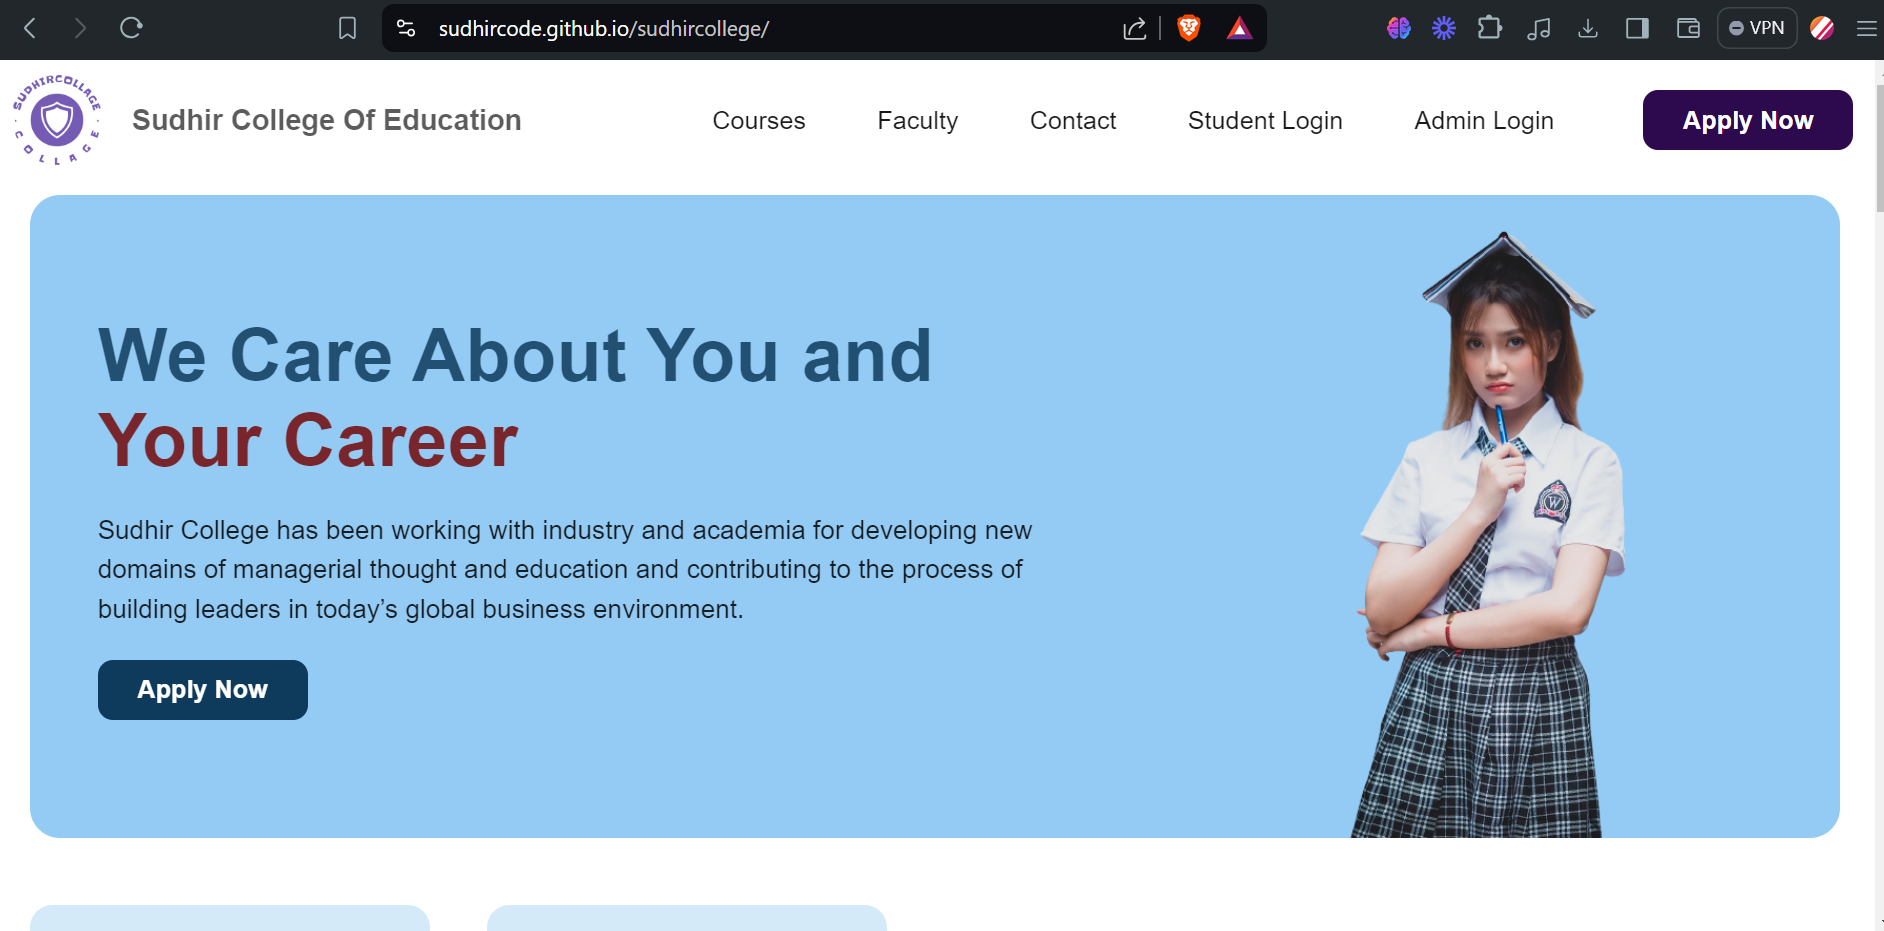 sudhircode.github.io/sudhircollege/
VPN
SUDHIRCOLLAGE
COLLAGE
Sudhir College Of Education
Courses
Faculty
Contact
Student Login
Admin Login
Apply Now
We Care About You and
Your Career
Sudhir College has been working with industry and academia for developing new
domains of managerial thought and education and contributing to the process of
building leaders in today’s global business environment.
Apply Now
W